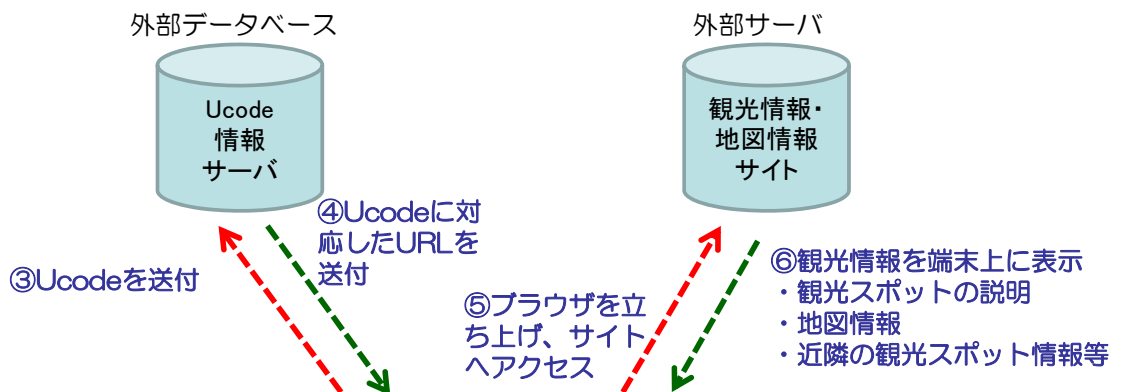 外部データベース
外部サーバ
Ucode
情報
サーバ
観光情報・
地図情報
サイト
④Ucodeに対
応したURLを
送付
③Ucodeを送付
⑤ブラウザを立
ち上げ、サイト
へアクセス
⑥観光情報を端末上に表示
・観光スポットの説明
・地図情報
・近隣の観光スポット情報等